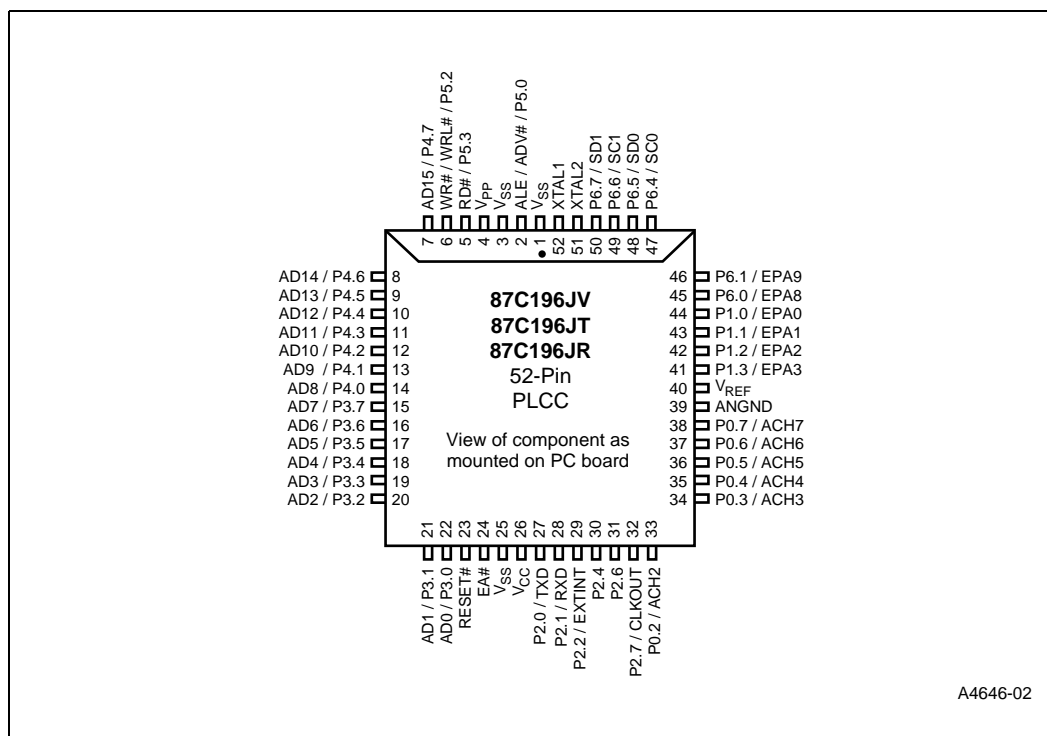 AD15 / P4.7
WR# / WRL# / P5.2
RD# / P5.3
VPP
VSS
ALE / ADV# / P5.0
VSS
XTAL1
XTAL2
P6.7 / SD1
P6.6 / SC1
P6.5 / SD0
P6.4 / SC0
7 6 5 4 3 2 1 52 51 50 49 48 47
AD14 / P4.6 8
AD13 / P4.5 9
AD12 / P4.4 10
AD11 / P4.3 11
AD10 / P4.2 12
AD9 / P4.1 13
AD8 / P4.0 14
AD7 / P3.7 15
AD6 / P3.6 16
AD5 / P3.5 17
AD4 / P3.4 18
AD3 / P3.3 19
AD2 / P3.2 20
87C196JV
87C196JT
87C196JR
52-Pin
PLCC
View of component as
mounted on PC board
46 P6.1 / EPA9
45 P6.0 / EPA8
44 P1.0 / EPA0
43 P1.1 / EPA1
42 P1.2 / EPA2
41 P1.3 / EPA3
40 VREF
39 ANGND
38 P0.7 / ACH7
37 P0.6 / ACH6
36 P0.5 / ACH5
35 P0.4 / ACH4
34 P0.3 / ACH3
21 22 23 24 25 26 27 28 29 30 31 32 33
AD1 / P3.1
AD0 / P3.0
RESET#
EA#
VSS
VCC
P2.0 / TXD
P2.1 / RXD
P2.2 / EXTINT
P2.4
P2.6
P2.7 / CLKOUT
P0.2 / ACH2
A4646-02